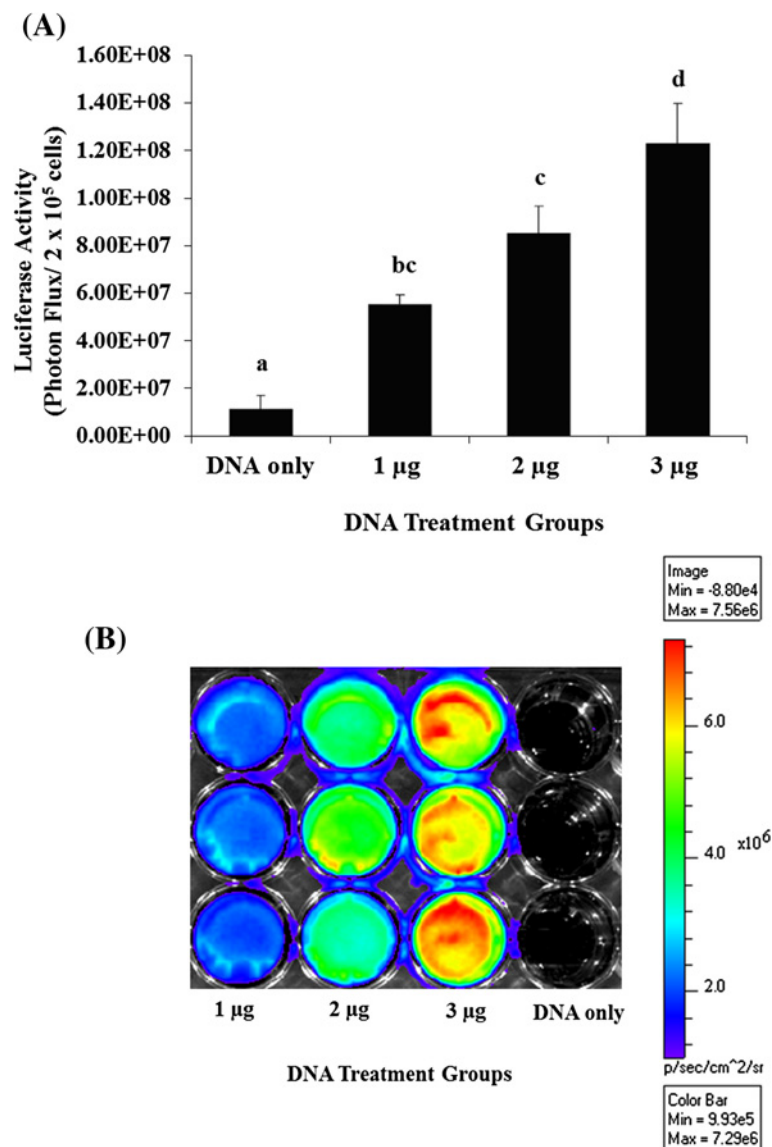 (A)
1.60E+08
1.40E+08
1.20E+08
1.00E+08
8.00E+07
6.00E+07
4.00E+07
2.00E+07
0.00E+00
Luciferase Activity
(Photon Flux/ 2 x 10⁵ cells)
a
bc
c
d
DNA only 1 µg 2 µg 3 µg
DNA Treatment Groups
(B)
Image
Min = -8.80e4
Max = 7.56e6
6.0
4.0
x10⁶
2.0
p/sec/cm^2/sr
Color Bar
Min = 9.93e5
Max = 7.29e6
1 µg 2 µg 3 µg DNA only
DNA Treatment Groups